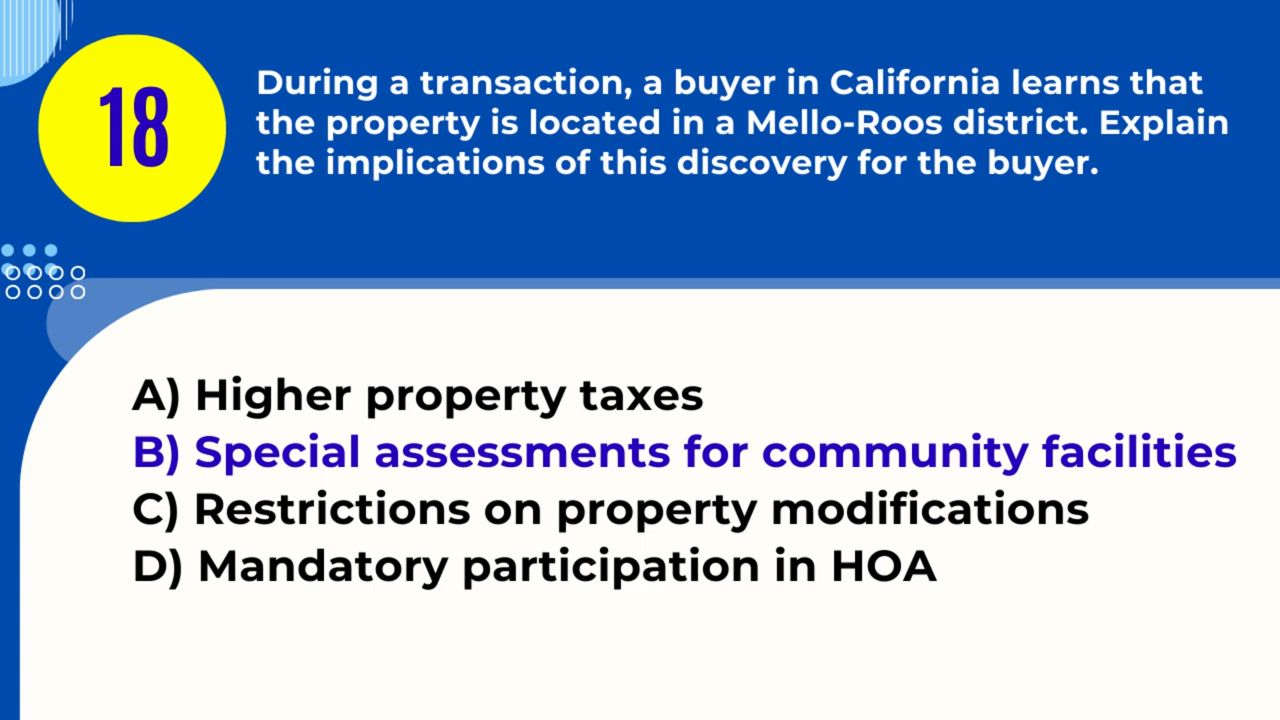 18
During a transaction, a buyer in California learns that
the property is located in a Mello-Roos district. Explain
the implications of this discovery for the buyer.
A) Higher property taxes
B) Special assessments for community facilities
C) Restrictions on property modifications
D) Mandatory participation in HOA